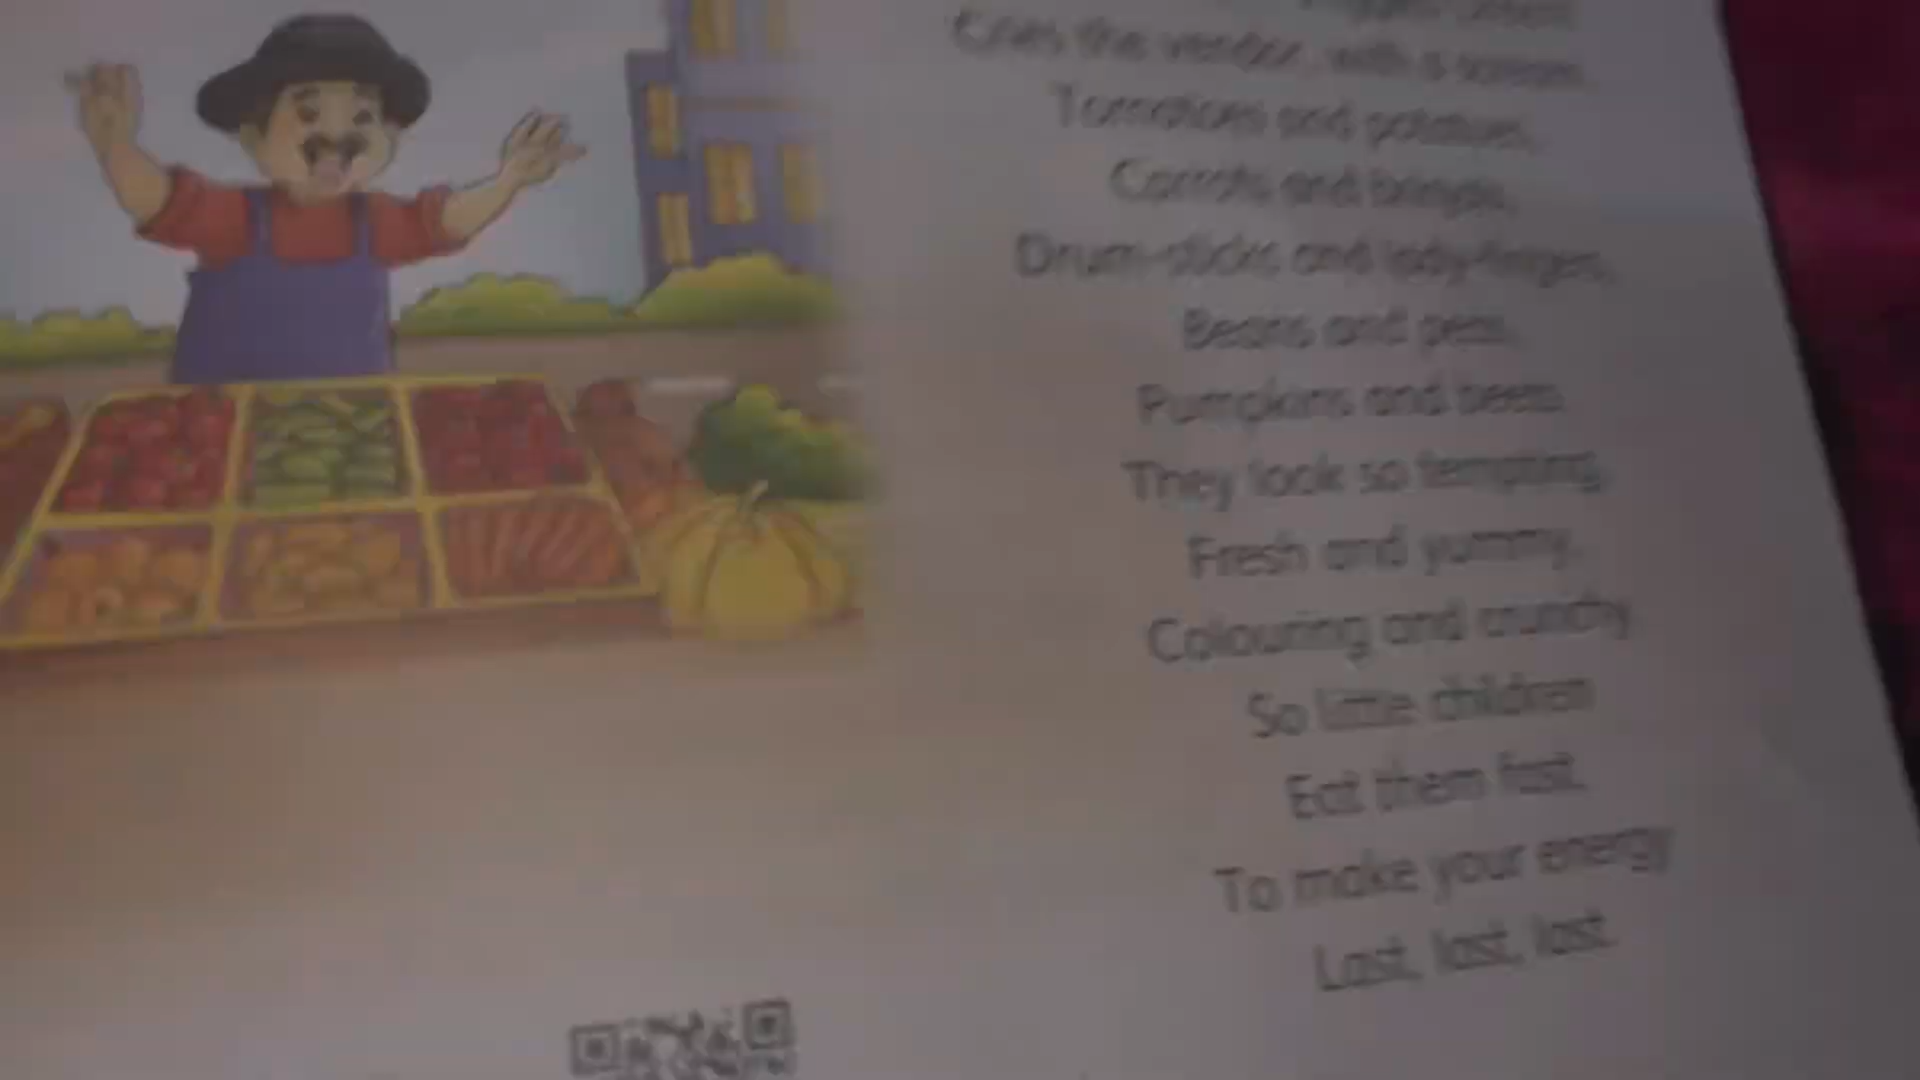 Cries the vendor, with a scream.
Tomatoes and potatoes,
Carrots and brinjals,
Drum-sticks and lady-fingers,
Beans and peas,
Pumpkins and beets.
They look so tempting,
Fresh and yummy,
Colouring and crunchy
So little children
Eat them fast.
To make your energy
Last, last, last.